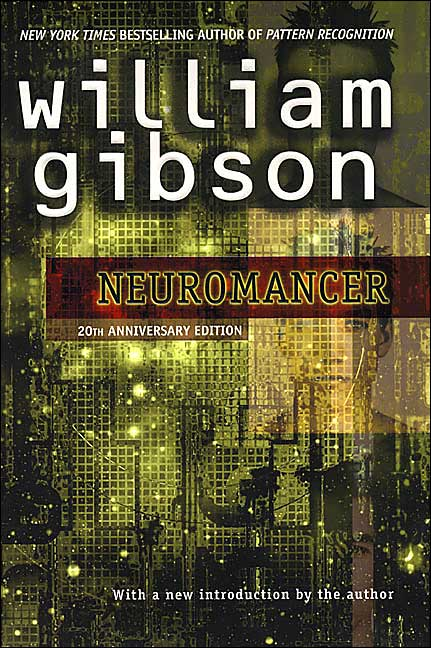 NEW YORK TIMES BESTSELLING AUTHOR OF PATTERN RECOGNITION
william
gibson
NEUROMANCER
20TH ANNIVERSARY EDITION
With a new introduction by the author